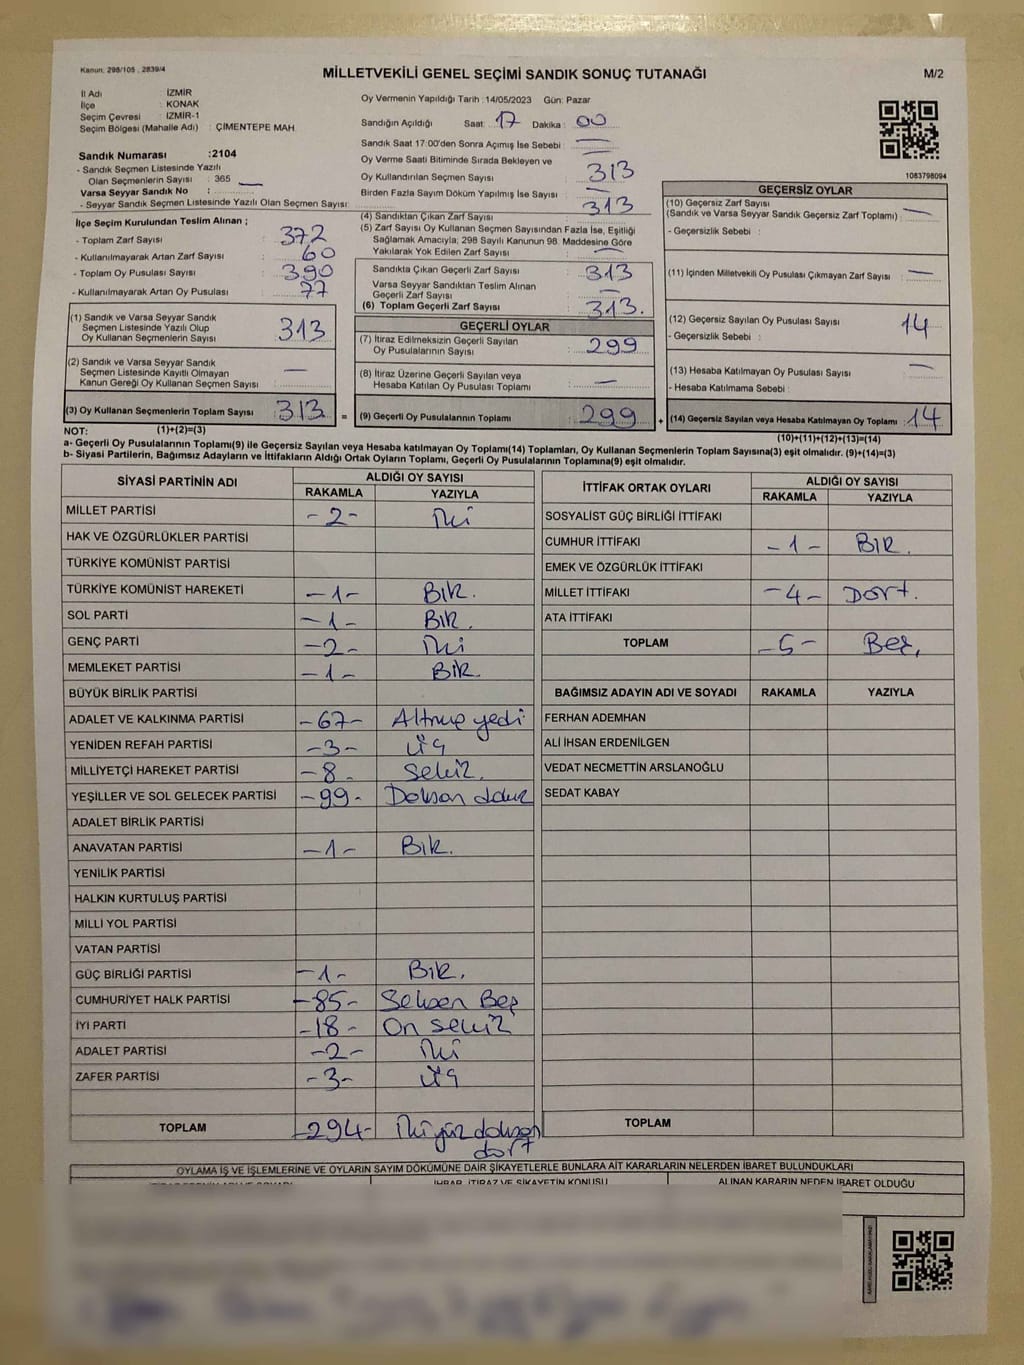 Kanun: 298/105 , 2839/4
MİLLETVEKİLİ GENEL SEÇİMİ SANDIK SONUÇ TUTANAĞI
M/2
İl Adı : İZMİR
İlçe : KONAK
Seçim Çevresi : İZMİR-1
Seçim Bölgesi (Mahalle Adı) : ÇİMENTEPE MAH.
Oy Vermenin Yapıldığı Tarih : 14/05/2023 Gün: Pazar
Sandığın Açıldığı Saat: 17 Dakika: 00
Sandık Saat 17:00'den Sonra Açımış İse Sebebi : —
Oy Verme Saati Bitiminde Sırada Bekleyen ve
Oy Kullandırılan Seçmen Sayısı : 313
Birden Fazla Sayım Döküm Yapılmış İse Sayısı : —
1083798094
Sandık Numarası :2104
- Sandık Seçmen Listesinde Yazılı
Olan Seçmenlerin Sayısı : 365 —
Varsa Seyyar Sandık No :
- Seyyar Sandık Seçmen Listesinde Yazılı Olan Seçmen Sayısı:
İlçe Seçim Kurulundan Teslim Alınan ;
- Toplam Zarf Sayısı : 372
- Kullanılmayarak Artan Zarf Sayısı : 60
- Toplam Oy Pusulası Sayısı : 390
- Kullanılmayarak Artan Oy Pusulası : 77
(1) Sandık ve Varsa Seyyar Sandık
Seçmen Listesinde Yazılı Olup
Oy Kullanan Seçmenlerin Sayısı : 313
(2) Sandık ve Varsa Seyyar Sandık
Seçmen Listesinde Kayıtlı Olmayan
Kanun Gereği Oy Kullanan Seçmen Sayısı : —
(3) Oy Kullanan Seçmenlerin Toplam Sayısı : 313 =
(4) Sandıktan Çıkan Zarf Sayısı : 313
(5) Zarf Sayısı Oy Kullanan Seçmen Sayısından Fazla İse, Eşitliği
Sağlamak Amacıyla; 298 Sayılı Kanunun 98. Maddesine Göre
Yakılarak Yok Edilen Zarf Sayısı : —
Sandıkta Çıkan Geçerli Zarf Sayısı : 313
Varsa Seyyar Sandıktan Teslim Alınan
Geçerli Zarf Sayısı : —
(6) Toplam Geçerli Zarf Sayısı : 313.
GEÇERLİ OYLAR
(7) İtiraz Edilmeksizin Geçerli Sayılan
Oy Pusulalarının Sayısı : 299
(8) İtiraz Üzerine Geçerli Sayılan veya
Hesaba Katılan Oy Pusulası Toplamı : —
(9) Geçerli Oy Pusulalarının Toplamı : 299 +
GEÇERSİZ OYLAR
(10) Geçersiz Zarf Sayısı
(Sandık ve Varsa Seyyar Sandık Geçersiz Zarf Toplamı) : —
- Geçersizlik Sebebi :
(11) İçinden Milletvekili Oy Pusulası Çıkmayan Zarf Sayısı : —
(12) Geçersiz Sayılan Oy Pusulası Sayısı : 14
- Geçersizlik Sebebi :
(13) Hesaba Katılmayan Oy Pusulası Sayısı : —
- Hesaba Katılmama Sebebi :
(14) Geçersiz Sayılan veya Hesaba Katılmayan Oy Toplamı : 14
NOT: (1)+(2)=(3)
(10)+(11)+(12)+(13)=(14)
a- Geçerli Oy Pusulalarının Toplamı(9) ile Geçersiz Sayılan veya Hesaba katılmayan Oy Toplamı(14) Toplamları, Oy Kullanan Seçmenlerin Toplam Sayısına(3) eşit olmalıdır. (9)+(14)=(3)
b- Siyasi Partilerin, Bağımsız Adayların ve İttifakların Aldığı Ortak Oyların Toplamı, Geçerli Oy Pusulalarının Toplamına(9) eşit olmalıdır.
SİYASİ PARTİNİN ADI ALDIĞI OY SAYISI
RAKAMLA YAZIYLA
MİLLET PARTİSİ -2- İki
HAK VE ÖZGÜRLÜKLER PARTİSİ
TÜRKİYE KOMÜNİST PARTİSİ
TÜRKİYE KOMÜNİST HAREKETİ -1- BİR.
SOL PARTİ -1- BİR.
GENÇ PARTİ -2- İki
MEMLEKET PARTİSİ -1- BİR.
BÜYÜK BİRLİK PARTİSİ
ADALET VE KALKINMA PARTİSİ -67- Altmış yedi
YENİDEN REFAH PARTİSİ -3- Üç
MİLLİYETÇİ HAREKET PARTİSİ -8- Sekiz.
YEŞİLLER VE SOL GELECEK PARTİSİ -99- Doksan dokuz
ADALET BİRLİK PARTİSİ
ANAVATAN PARTİSİ -1- BİR.
YENİLİK PARTİSİ
HALKIN KURTULUŞ PARTİSİ
MİLLİ YOL PARTİSİ
VATAN PARTİSİ
GÜÇ BİRLİĞİ PARTİSİ -1- BİR.
CUMHURİYET HALK PARTİSİ -85- Seksen Beş
İYİ PARTİ -18- On sekiz
ADALET PARTİSİ -2- İki
ZAFER PARTİSİ -3- Üç
TOPLAM -294- İki yüz doksan
dört
İTTİFAK ORTAK OYLARI ALDIĞI OY SAYISI
RAKAMLA YAZIYLA
SOSYALİST GÜÇ BİRLİĞİ İTTİFAKI
CUMHUR İTTİFAKI -1- BİR.
EMEK VE ÖZGÜRLÜK İTTİFAKI
MİLLET İTTİFAKI -4- Dört.
ATA İTTİFAKI
TOPLAM -5- Beş.
BAĞIMSIZ ADAYIN ADI VE SOYADI RAKAMLA YAZIYLA
FERHAN ADEMHAN
ALİ İHSAN ERDENİLGEN
VEDAT NECMETTİN ARSLANOĞLU
SEDAT KABAY
TOPLAM
OYLAMA İŞ VE İŞLEMLERİNE VE OYLARIN SAYIM DÖKÜMÜNE DAİR ŞİKAYETLERLE BUNLARA AİT KARARLARIN NELERDEN İBARET BULUNDUKLARI
İHBAR, İTİRAZ VE ŞİKAYETİN KONUSU ALINAN KARARIN NEDEN İBARET OLDUĞU